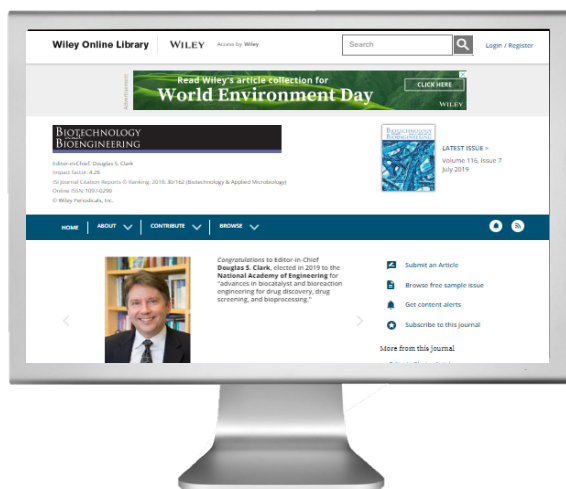 Wiley Online Library
WILEY
Access by Wiley
Search
Login / Register
Advertisement
Read Wiley's article collection for
World Environment Day
CLICK HERE
WILEY
BIOTECHNOLOGY
BIOENGINEERING
Editor-in-Chief: Douglas S. Clark
Impact factor: 4.26
ISI Journal Citation Reports © Ranking: 2018: 30/162 (Biotechnology & Applied Microbiology)
Online ISSN: 1097-0290
© Wiley Periodicals, Inc.
BIOTECHNOLOGY
BIOENGINEERING
LATEST ISSUE >
Volume 116, Issue 7
July 2019
HOME
ABOUT
CONTRIBUTE
BROWSE
Congratulations to Editor-in-Chief
Douglas S. Clark, elected in 2019 to the
National Academy of Engineering for
"advances in biocatalyst and bioreaction
engineering for drug discovery, drug
screening, and bioprocessing."
Submit an Article
Browse free sample issue
Get content alerts
Subscribe to this journal
More from this journal